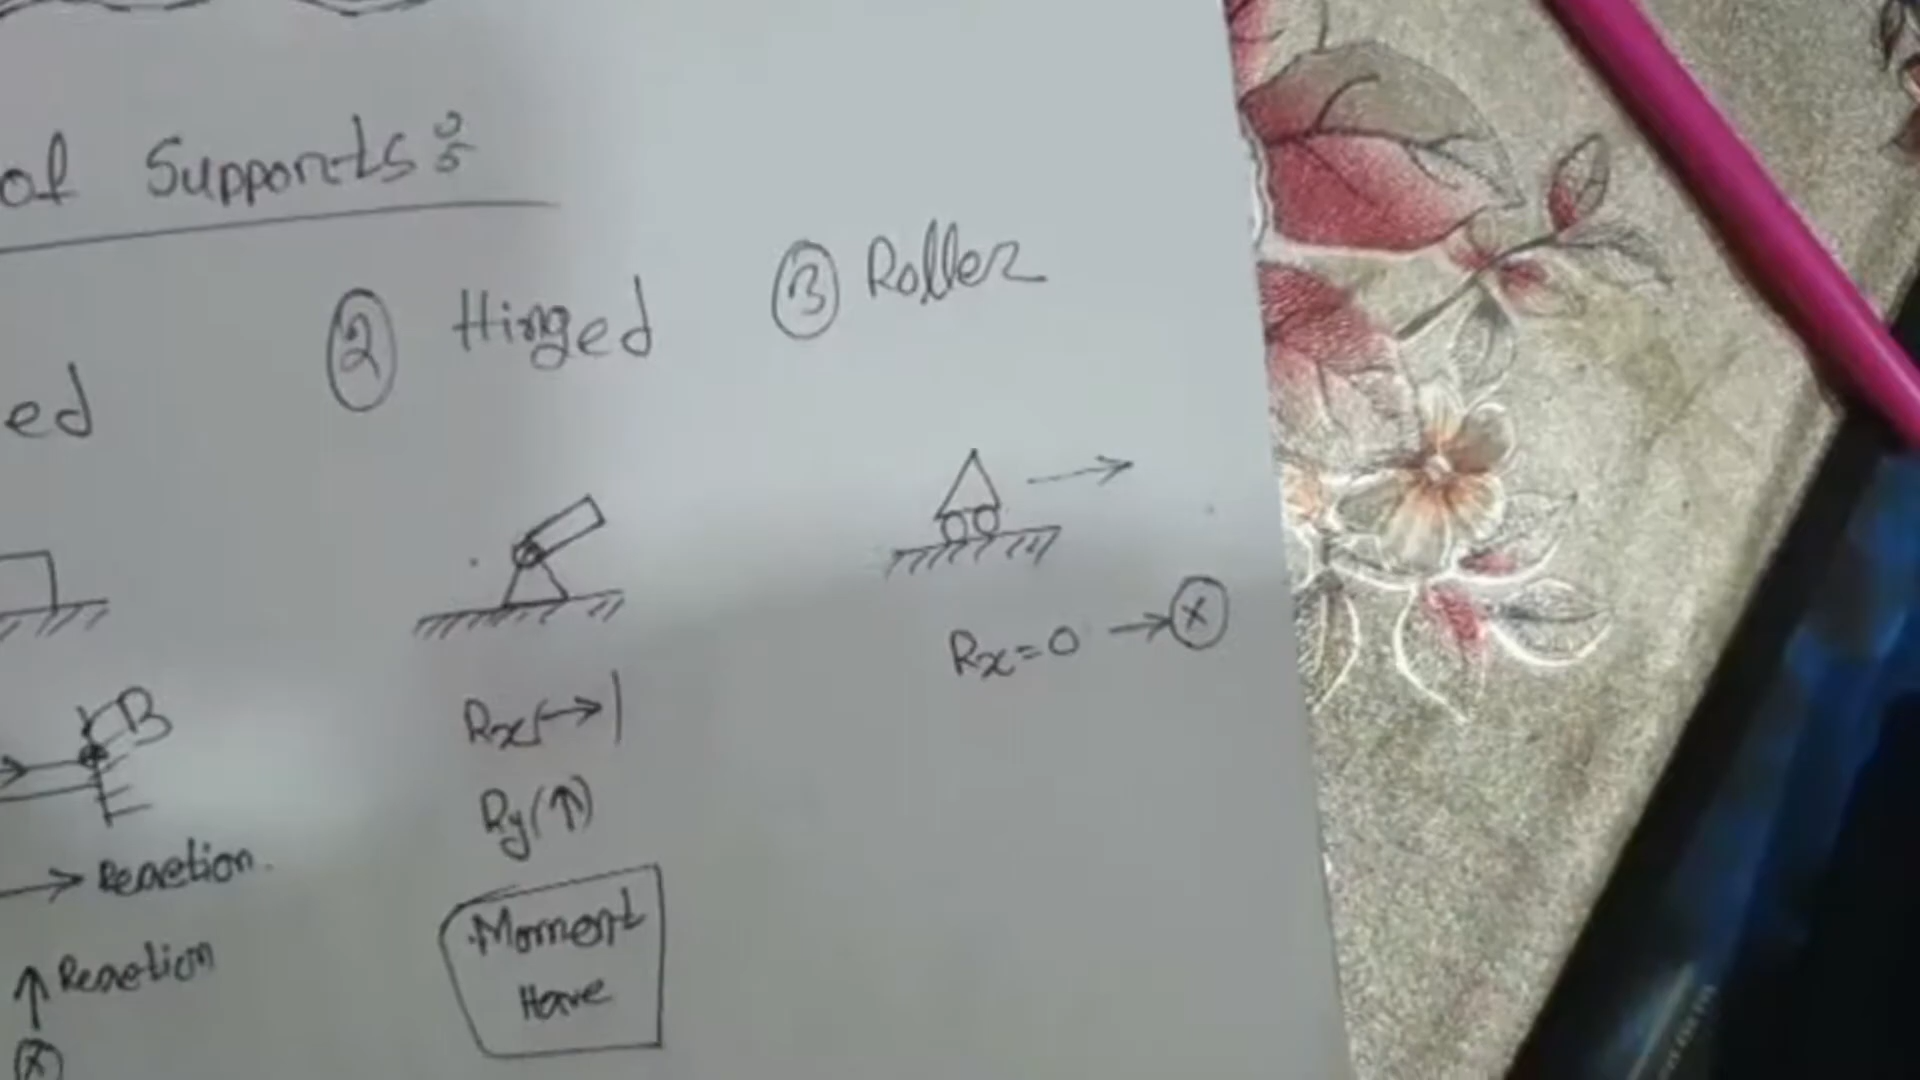 of Supports:
ed
② Hinged
③ Roller
B
→ Reaction.
↑ Reaction
Rx(→)
Ry(↑)
Moment
Have
Rx=0 → ⓧ